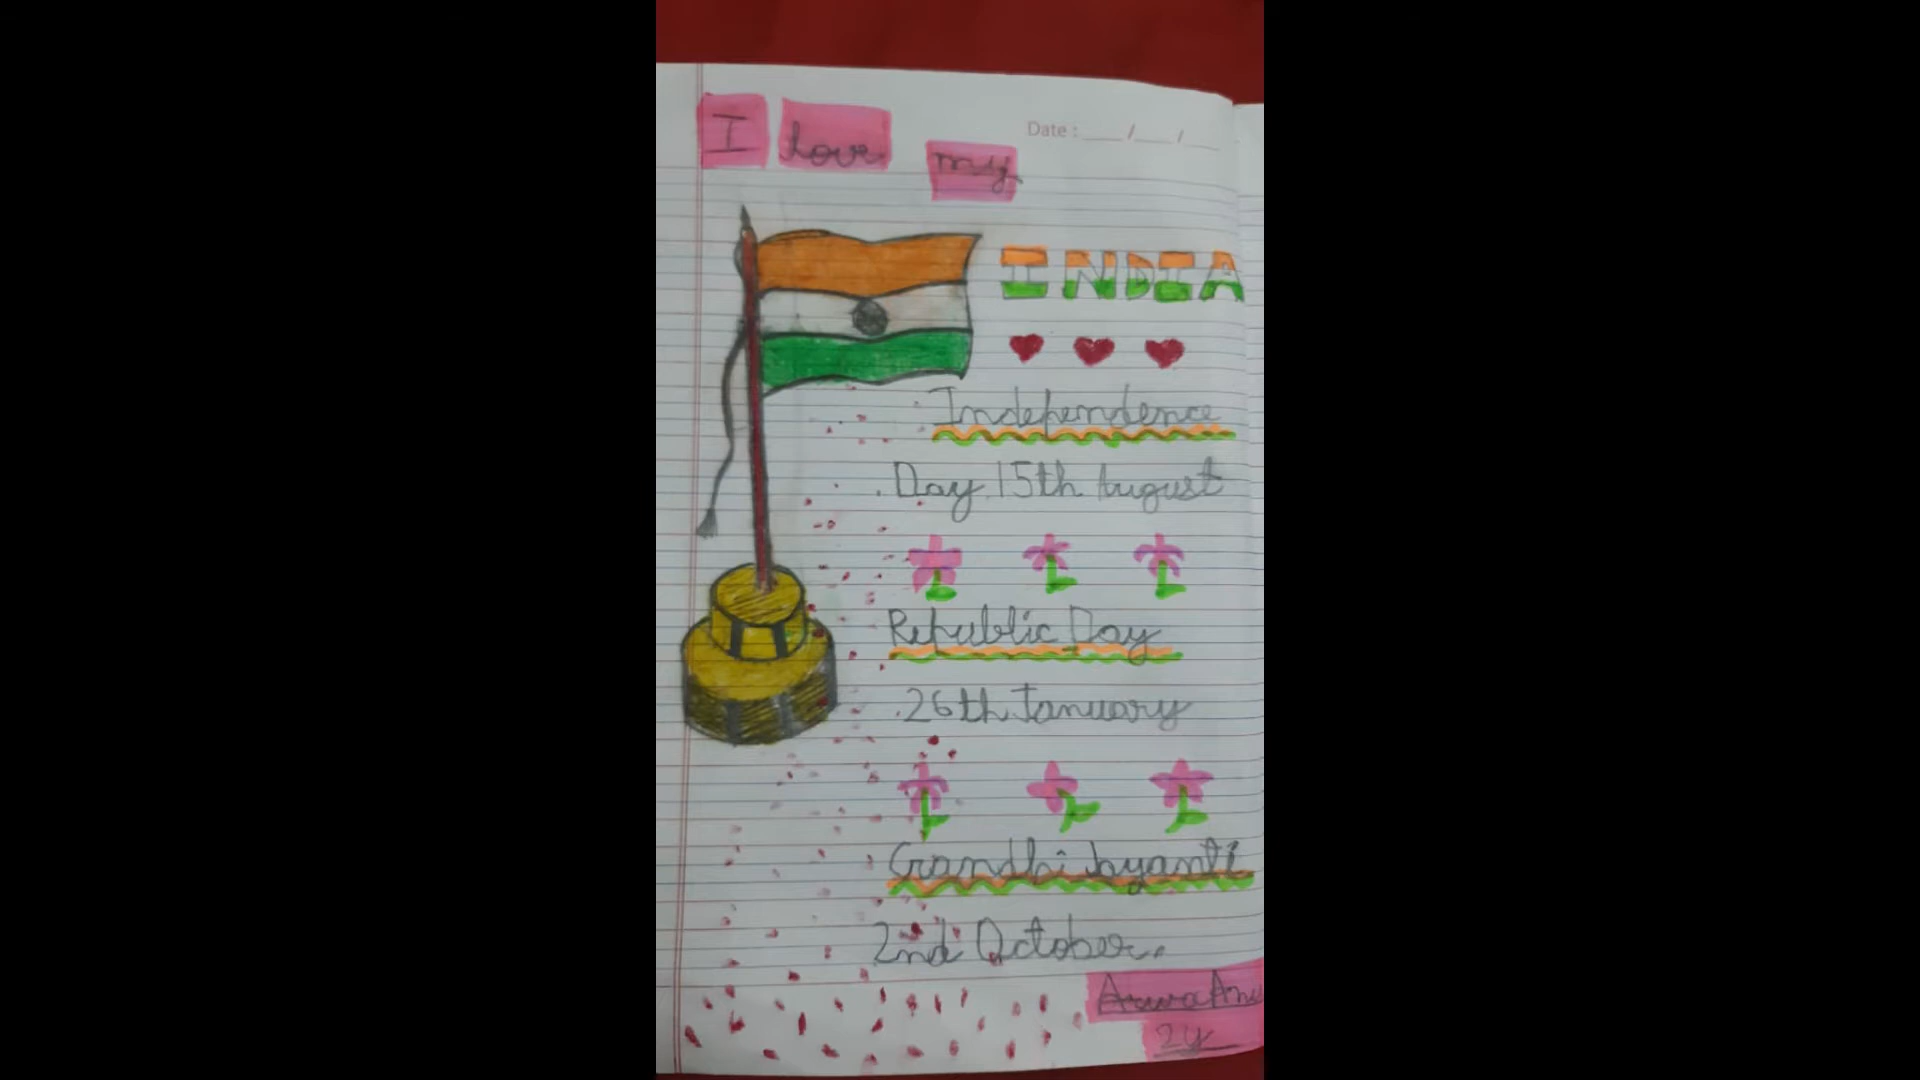 I love my
Date : ___/___/___
INDIA
Independence
Day 15th August
Republic Day
26th January
Gandhi Jayanti
2nd October.
2y